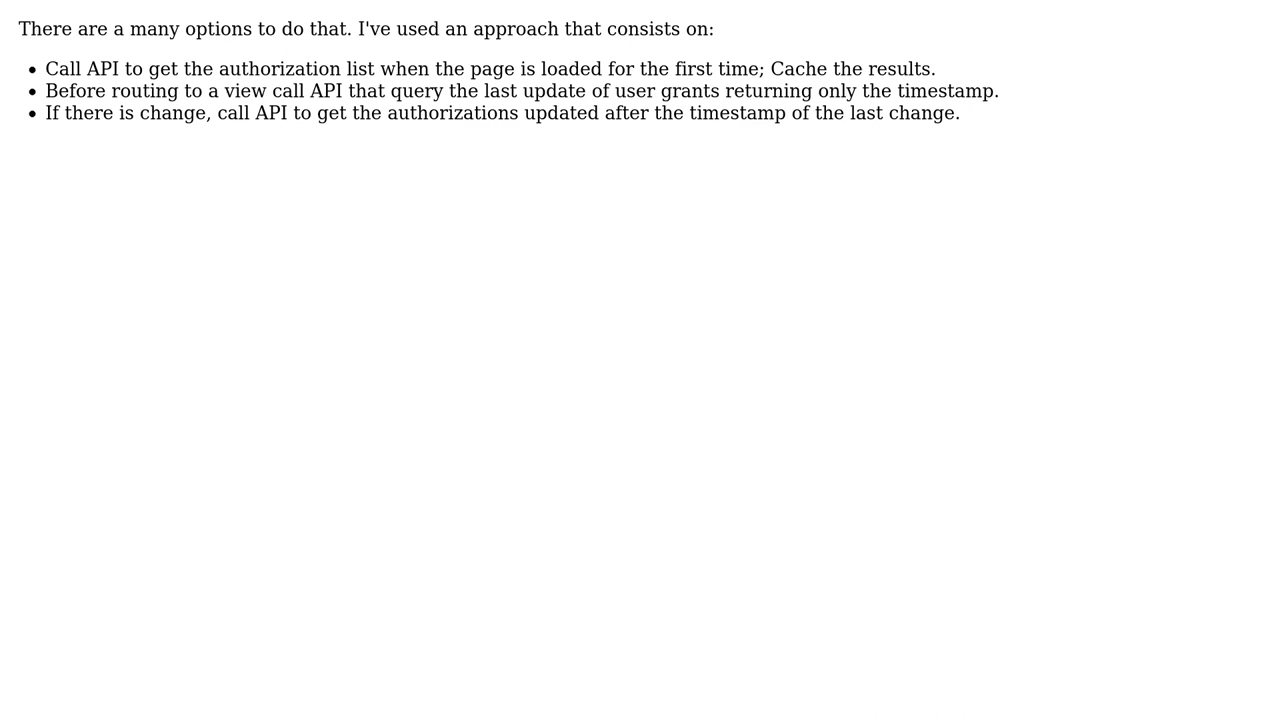 There are a many options to do that. I've used an approach that consists on:
• Call API to get the authorization list when the page is loaded for the first time; Cache the results.
• Before routing to a view call API that query the last update of user grants returning only the timestamp.
• If there is change, call API to get the authorizations updated after the timestamp of the last change.